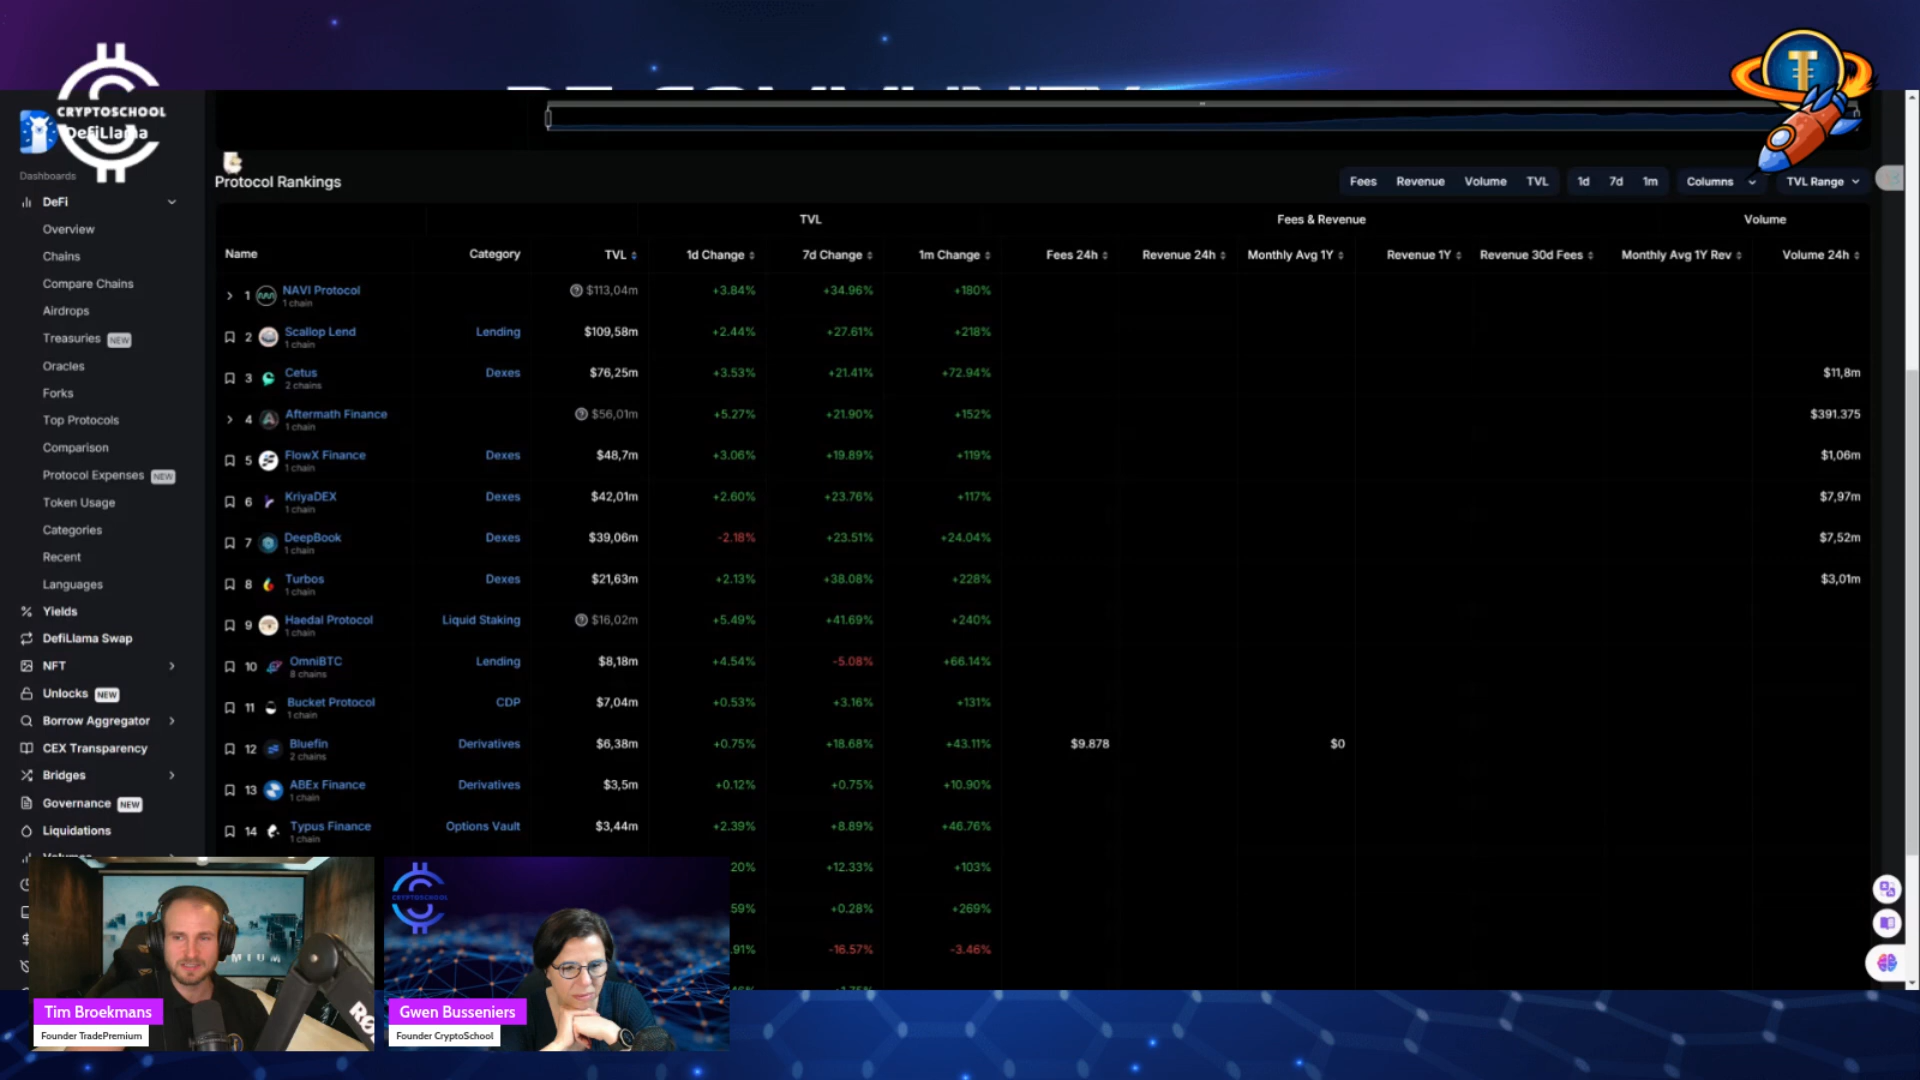 DE COMMUNITY
CRYPTOSCHOOL
DefiLlama
Dashboards
DeFi
Overview
Chains
Compare Chains
Airdrops
Treasuries NEW
Oracles
Forks
Top Protocols
Comparison
Protocol Expenses NEW
Token Usage
Categories
Recent
Languages
Yields
DefiLlama Swap
NFT
Unlocks NEW
Borrow Aggregator
CEX Transparency
Bridges
Governance NEW
Liquidations
Protocol Rankings
Fees Revenue Volume TVL 1d 7d 1m Columns TVL Range
TVL Fees & Revenue Volume
Name Category TVL 1d Change 7d Change 1m Change Fees 24h Revenue 24h Monthly Avg 1Y Revenue 1Y Revenue 30d Fees Monthly Avg 1Y Rev Volume 24h
1 NAVI Protocol $113,04m +3.84% +34.96% +180%
1 chain
2 Scallop Lend Lending $109,58m +2.44% +27.61% +218%
1 chain
3 Cetus Dexes $76,25m +3.53% +21.41% +72.94% $11,8m
2 chains
4 Aftermath Finance $56,01m +5.27% +21.90% +152% $391.375
1 chain
5 FlowX Finance Dexes $48,7m +3.06% +19.89% +119% $1,06m
1 chain
6 KriyaDEX Dexes $42,01m +2.60% +23.76% +117% $7,97m
1 chain
7 DeepBook Dexes $39,06m -2.18% +23.51% +24.04% $7,52m
1 chain
8 Turbos Dexes $21,63m +2.13% +38.08% +228% $3,01m
1 chain
9 Haedal Protocol Liquid Staking $16,02m +5.49% +41.69% +240%
1 chain
10 OmniBTC Lending $8,18m +4.54% -5.08% +66.14%
8 chains
11 Bucket Protocol CDP $7,04m +0.53% +3.16% +131%
1 chain
12 Bluefin Derivatives $6,38m +0.75% +18.68% +43.11% $9.878 $0
2 chains
13 ABEx Finance Derivatives $3,5m +0.12% +0.75% +10.90%
1 chain
14 Typus Finance Options Vault $3,44m +2.39% +8.89% +46.76%
1 chain
20% +12.33% +103%
59% +0.28% +269%
.91% -16.57% -3.46%
CRYPTOSCHOOL
Tim Broekmans
Founder TradePremium
Gwen Busseniers
Founder CryptoSchool